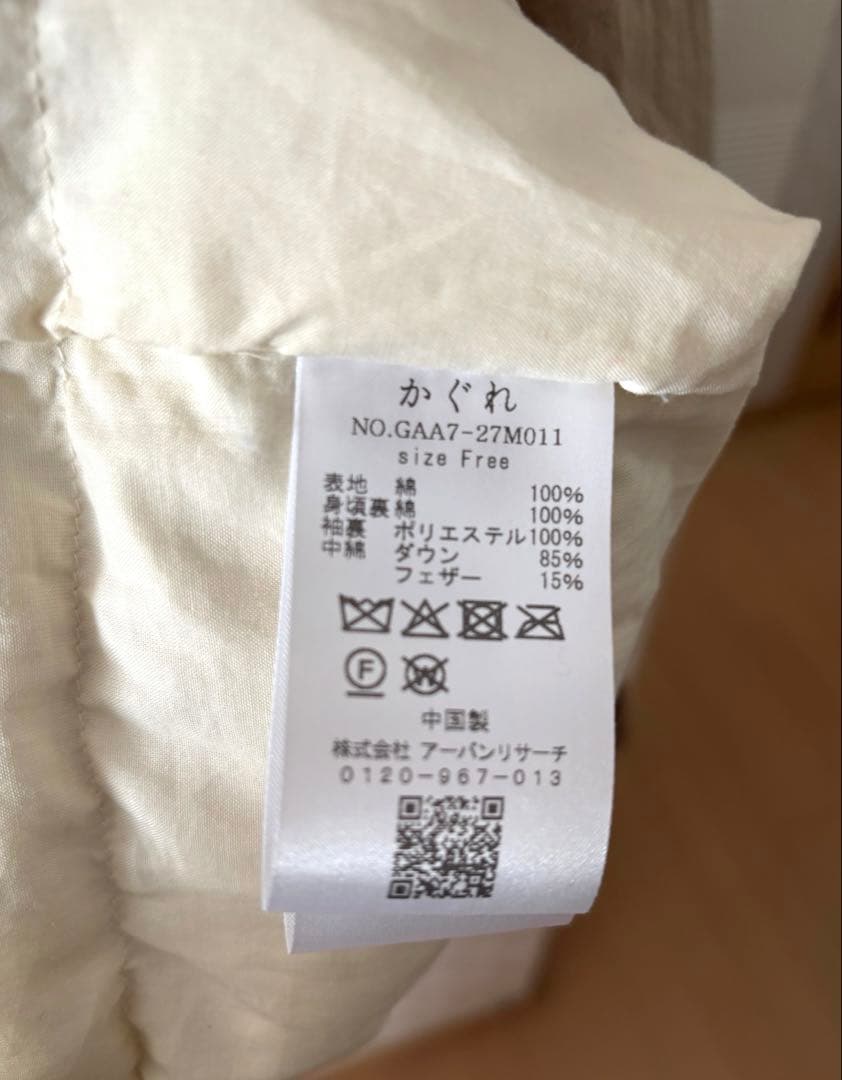 かぐれ
NO.GAA7-27M011
size Free
表地 綿 100%
身頃裏 綿 100%
袖裏 ポリエステル 100%
中綿 ダウン 85%
フェザー 15%
F W
中国製
株式会社 アーバンリサーチ
0120-967-013